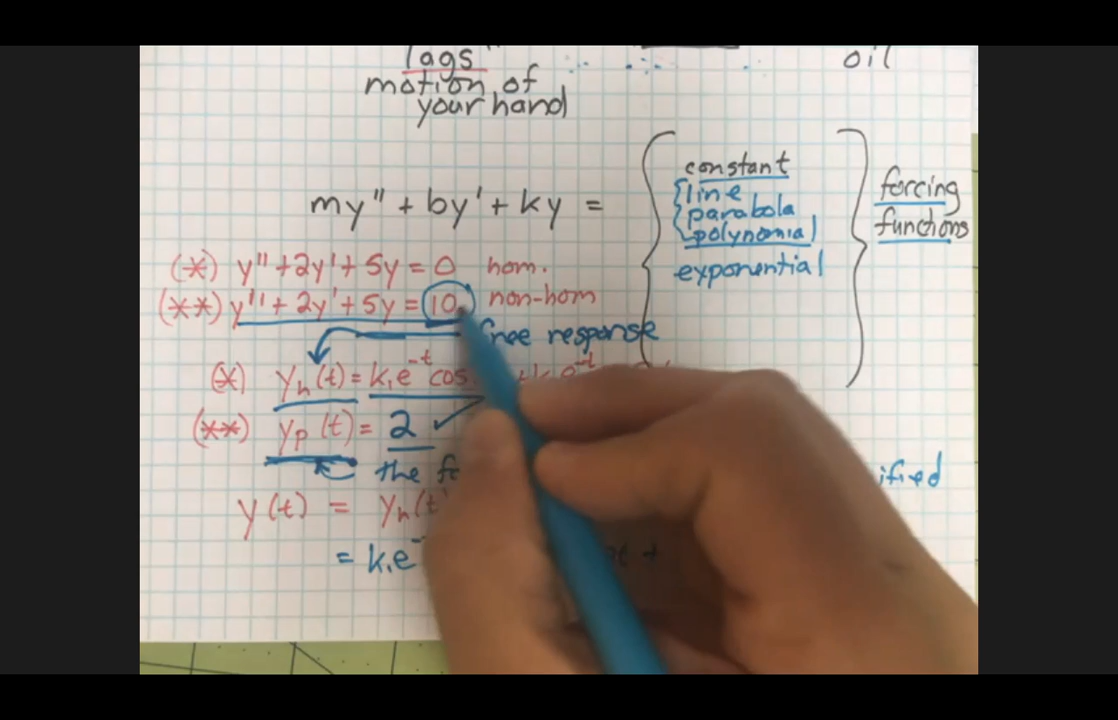 lags"
motion of
your hand
oil
my" + by' + ky =
constant
line
parabola
polynomial
exponential
forcing
functions
(*) y" + 2y' + 5y = 0 hom.
(**) y" + 2y' + 5y = 10 non-hom
free response
(*) yₕ(t) = k₁e⁻ᵗ cos
(**) yₚ(t) = 2 ✓
the
ified
y(t) = yₕ(t)
= k₁e⁻